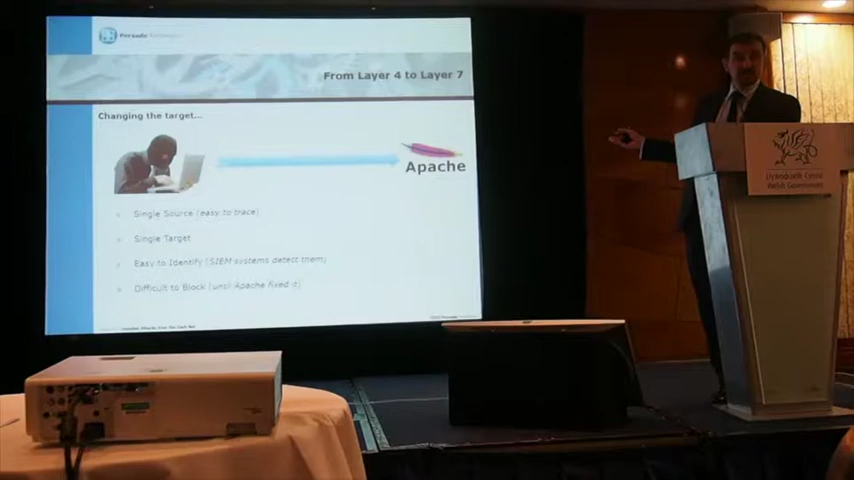 From Layer 4 to Layer 7
Changing the target...
Apache
Single Source (easy to trace)
Single Target
Easy to Identify (SIEM systems detect them)
Difficult to Block (until Apache fixed it)
Llywodraeth Cymru
Welsh Government